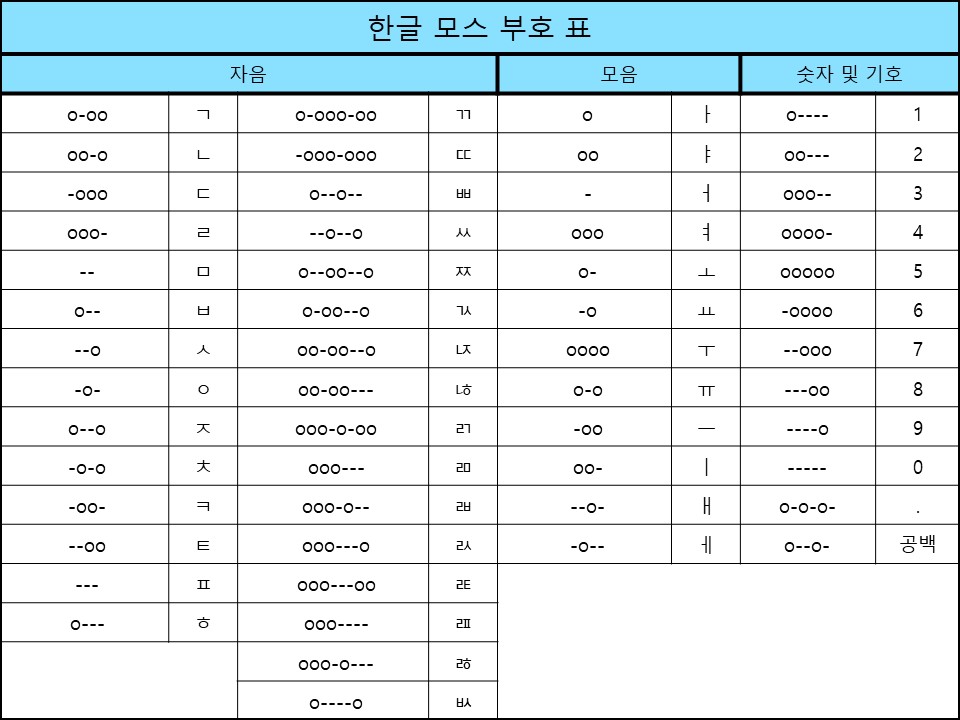 한글 모스 부호 표
자음 모음 숫자 및 기호
o-oo ㄱ o-ooo-oo ㄲ o ㅏ o---- 1
oo-o ㄴ -ooo-ooo ㄸ oo ㅑ oo--- 2
-ooo ㄷ o--o-- ㅃ - ㅓ ooo-- 3
ooo- ㄹ --o--o ㅆ ooo ㅕ oooo- 4
-- ㅁ o--oo--o ㅉ o- ㅗ ooooo 5
o-- ㅂ o-oo--o ㄳ -o ㅛ -oooo 6
--o ㅅ oo-oo--o ㄵ oooo ㅜ --ooo 7
-o- ㅇ oo-oo--- ㄶ o-o ㅠ ---oo 8
o--o ㅈ ooo-o-oo ㄺ -oo ㅡ ----o 9
-o-o ㅊ ooo--- ㄻ oo- ㅣ ----- 0
-oo- ㅋ ooo-o-- ㄼ --o- ㅐ o-o-o- .
--oo ㅌ ooo---o ㄽ -o-- ㅔ o--o- 공백
--- ㅍ ooo---oo ㄾ
o--- ㅎ ooo---- ㄿ
ooo-o--- ㅀ
o----o ㅄ